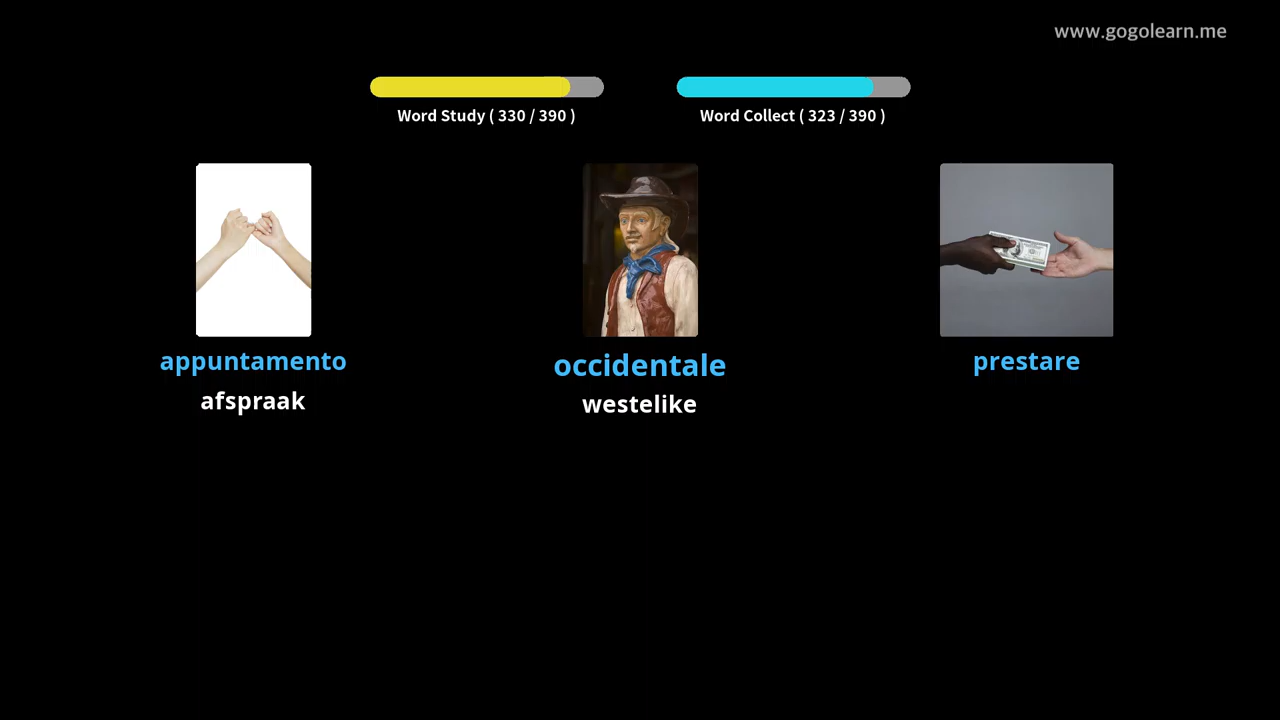 www.gogolearn.me
Word Study ( 330 / 390 )
Word Collect ( 323 / 390 )
appuntamento
afspraak
occidentale
westelike
prestare